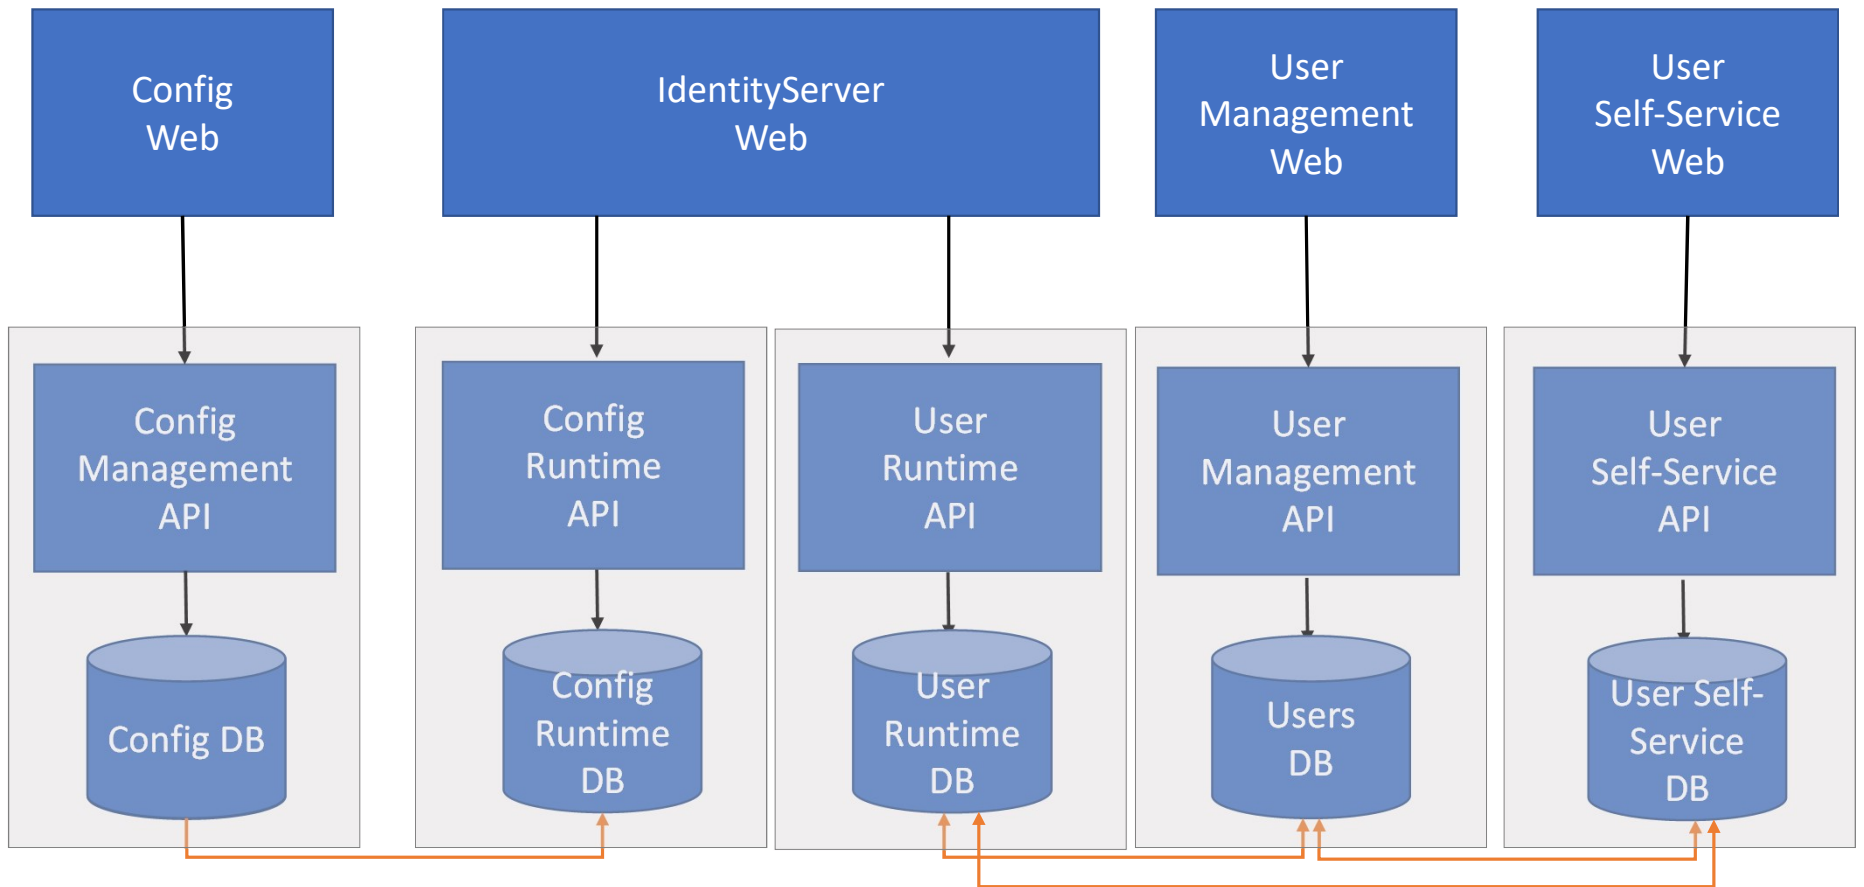 Config
Web
IdentityServer
Web
User
Management
Web
User
Self-Service
Web
Config
Management
API
Config
Runtime
API
User
Runtime
API
User
Management
API
User
Self-Service
API
Config DB
Config
Runtime
DB
User
Runtime
DB
Users
DB
User Self-
Service
DB